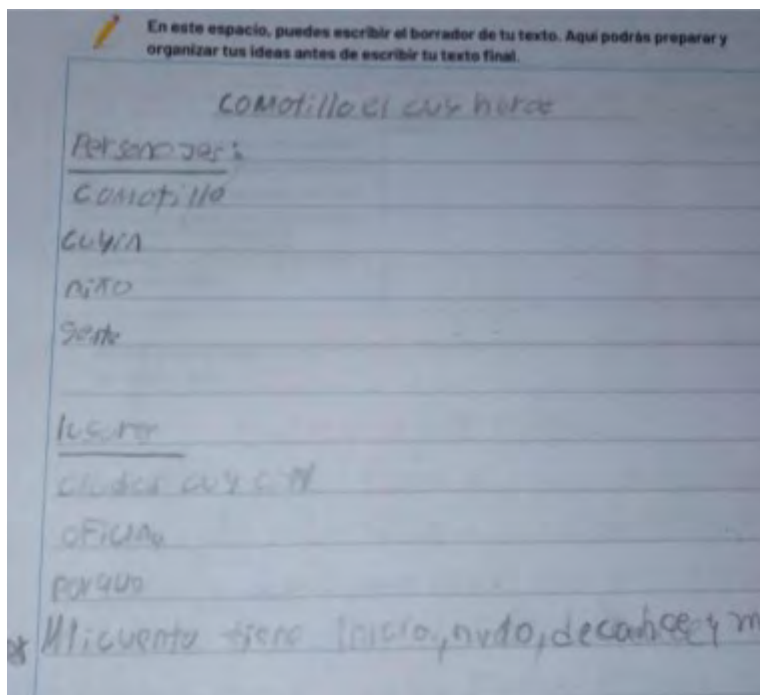 En este espacio, puedes escribir el borrador de tu texto. Aquí podrás preparar y
organizar tus ideas antes de escribir tu texto final.
comotillo el cuy heroe
Personajes:
comotillo
cuyin
niño
gente
lugares
ciudad cuy
oficina
parque
Mi cuento tiene inicio, nudo, decance y m